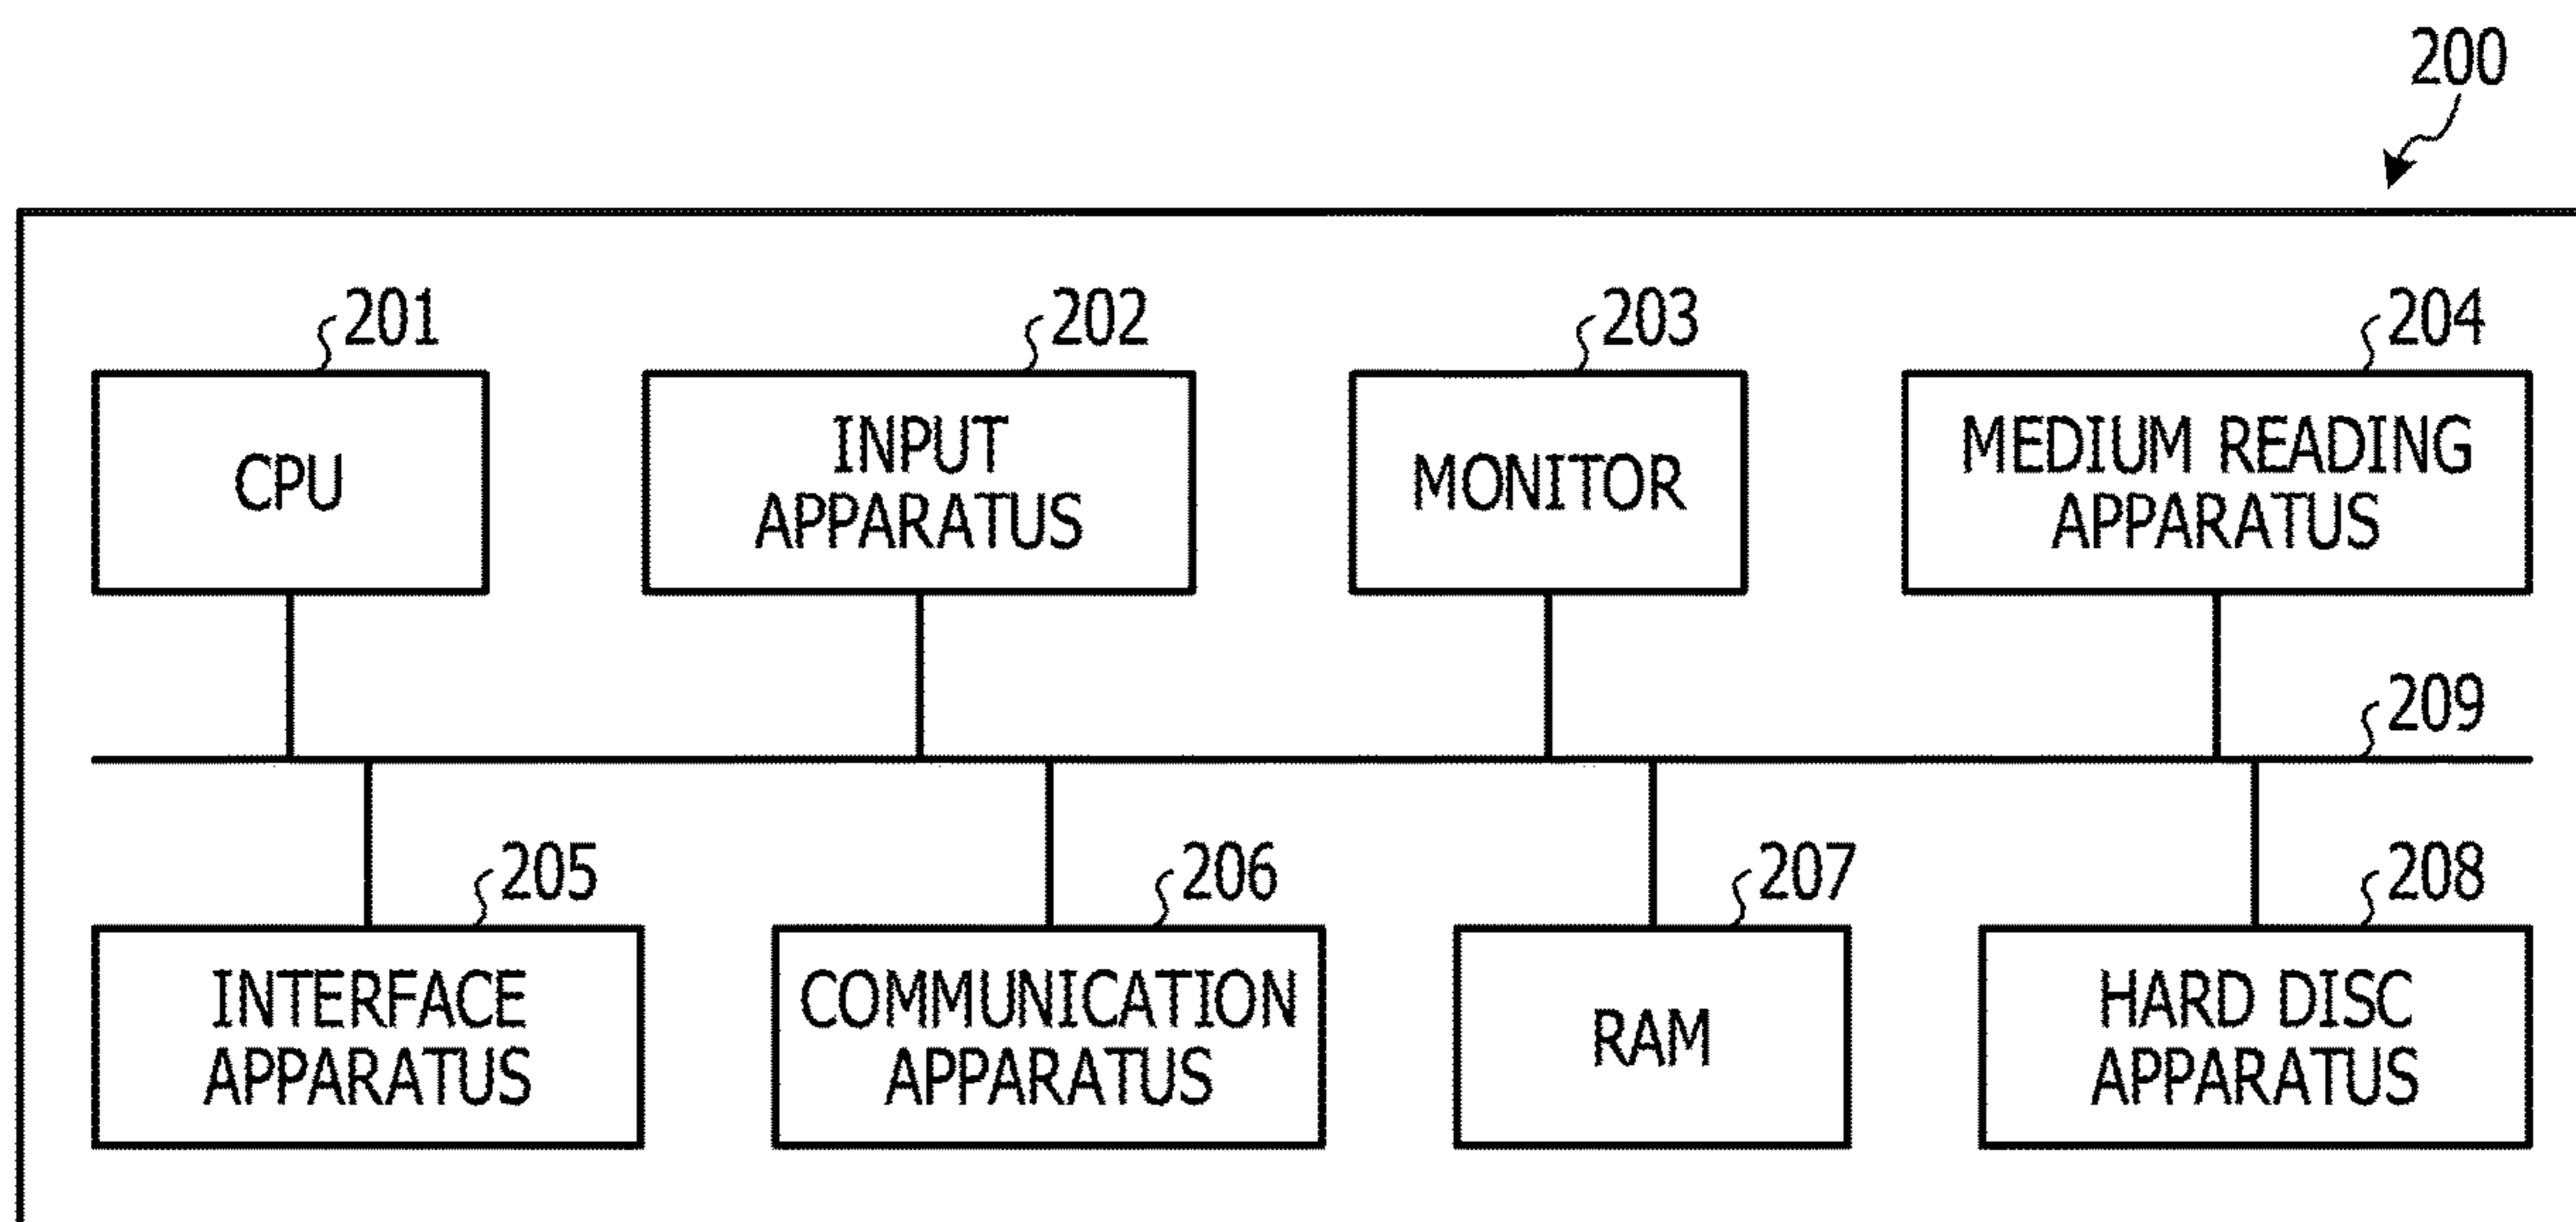 200
201
202
203
204
CPU
INPUT
APPARATUS
MONITOR
MEDIUM READING
APPARATUS
209
205
206
207
208
INTERFACE
APPARATUS
COMMUNICATION
APPARATUS
RAM
HARD DISC
APPARATUS